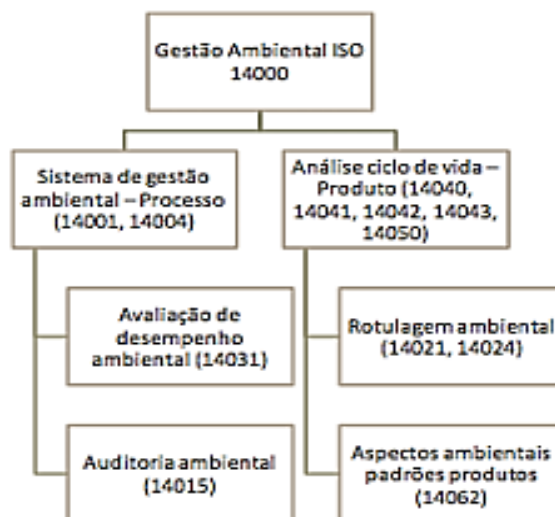 Gestão Ambiental ISO
14000
Sistema de gestão
ambiental – Processo
(14001, 14004)
Análise ciclo de vida –
Produto (14040,
14041, 14042, 14043,
14050)
Avaliação de
desempenho
ambiental (14031)
Rotulagem ambiental
(14021, 14024)
Auditoria ambiental
(14015)
Aspectos ambientais
padrões produtos
(14062)